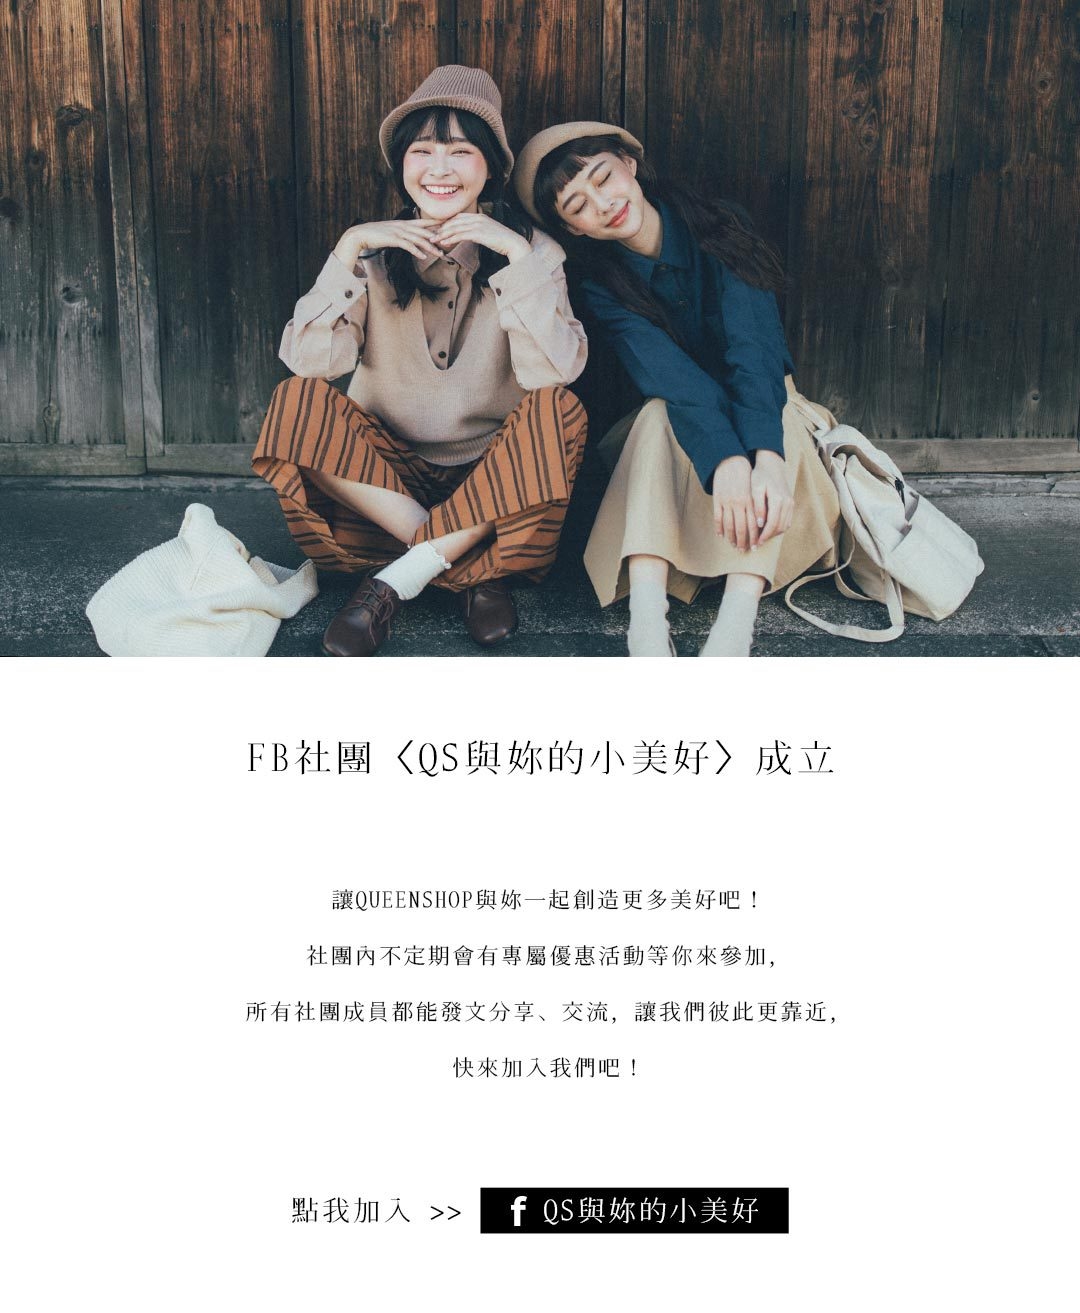 FB社團〈QS與妳的小美好〉成立
讓QUEENSHOP與妳一起創造更多美好吧！
社團內不定期會有專屬優惠活動等你來參加,
所有社團成員都能發文分享、交流, 讓我們彼此更靠近,
快來加入我們吧！
點我加入 >> f QS與妳的小美好